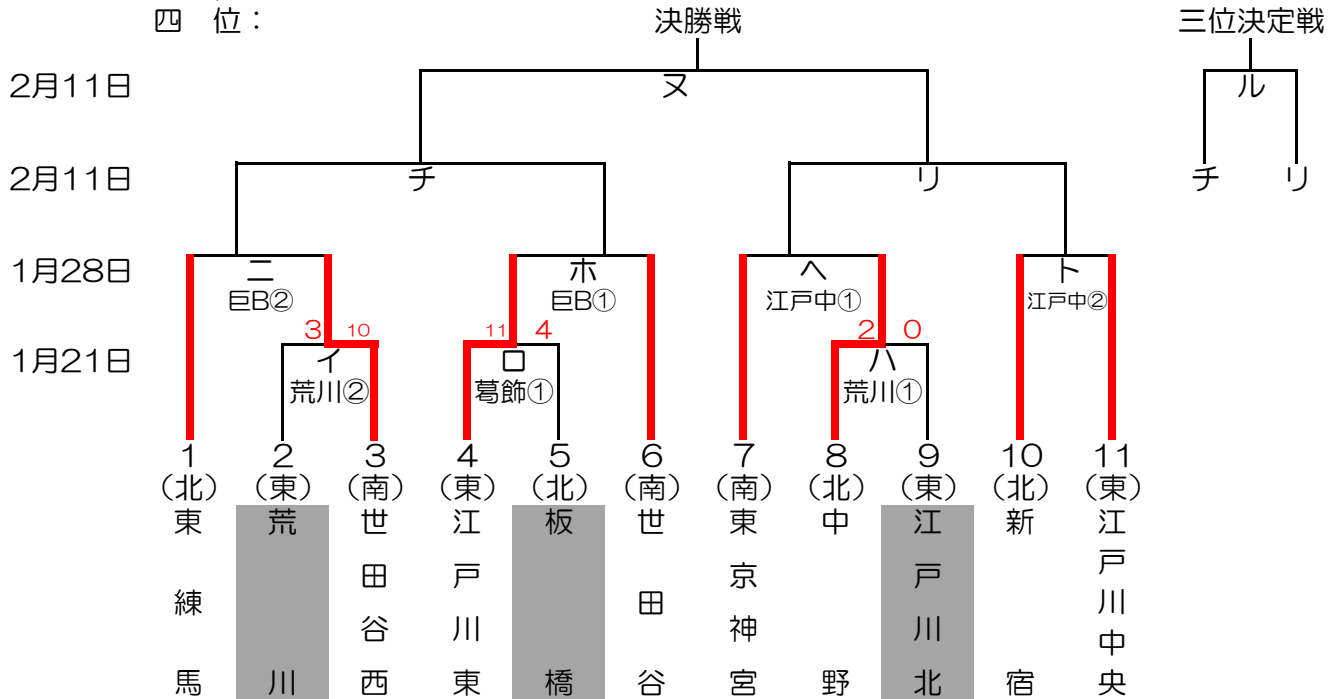 四 位:
決勝戦
三位決定戦
2月11日
ヌ
ル
2月11日
チ
リ
チ リ
1月28日
ニ
ホ
ヘ
ト
巨B②
巨B①
江戸中①
江戸中②
3 10
11 4
2 0
1月21日
イ
ロ
ハ
荒川②
葛飾①
荒川①
1 2 3 4 5 6 7 8 9 10 11
(北) (東) (南) (東) (北) (南) (南) (北) (東) (北) (東)
東練馬
荒川
世田谷西
江戸川東
板橋
世田谷
東京神宮
中野
江戸川北
新宿
江戸川中央